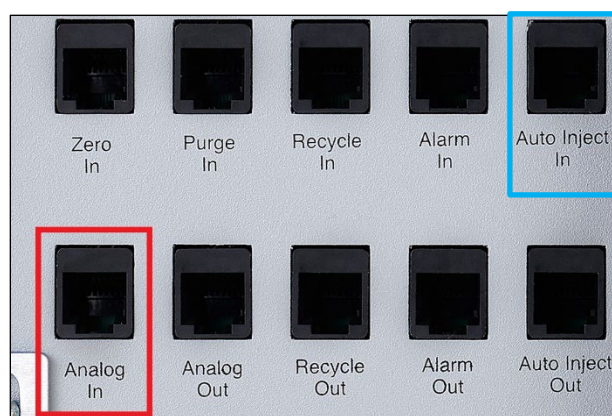 Zero Purge Recycle Alarm Auto Inject
In In In In In
Analog Analog Recycle Alarm Auto Inject
In Out Out Out Out